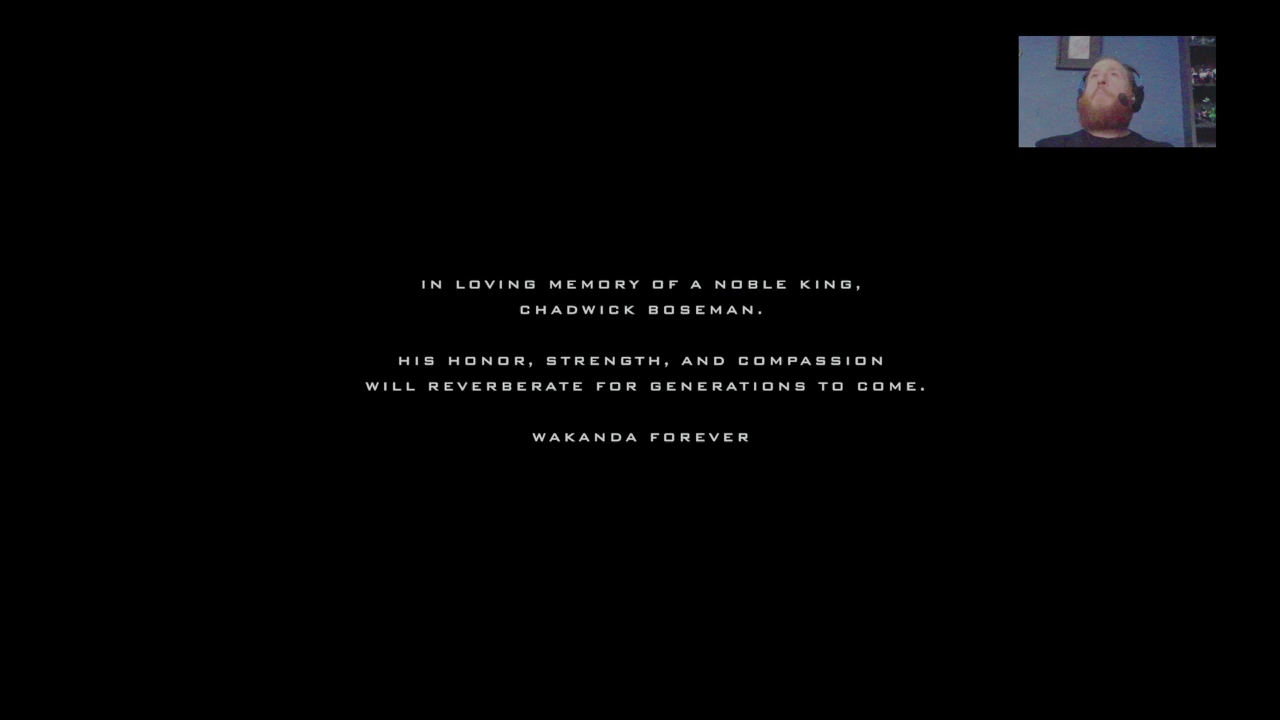 IN LOVING MEMORY OF A NOBLE KING,
CHADWICK BOSEMAN.
HIS HONOR, STRENGTH, AND COMPASSION
WILL REVERBERATE FOR GENERATIONS TO COME.
WAKANDA FOREVER